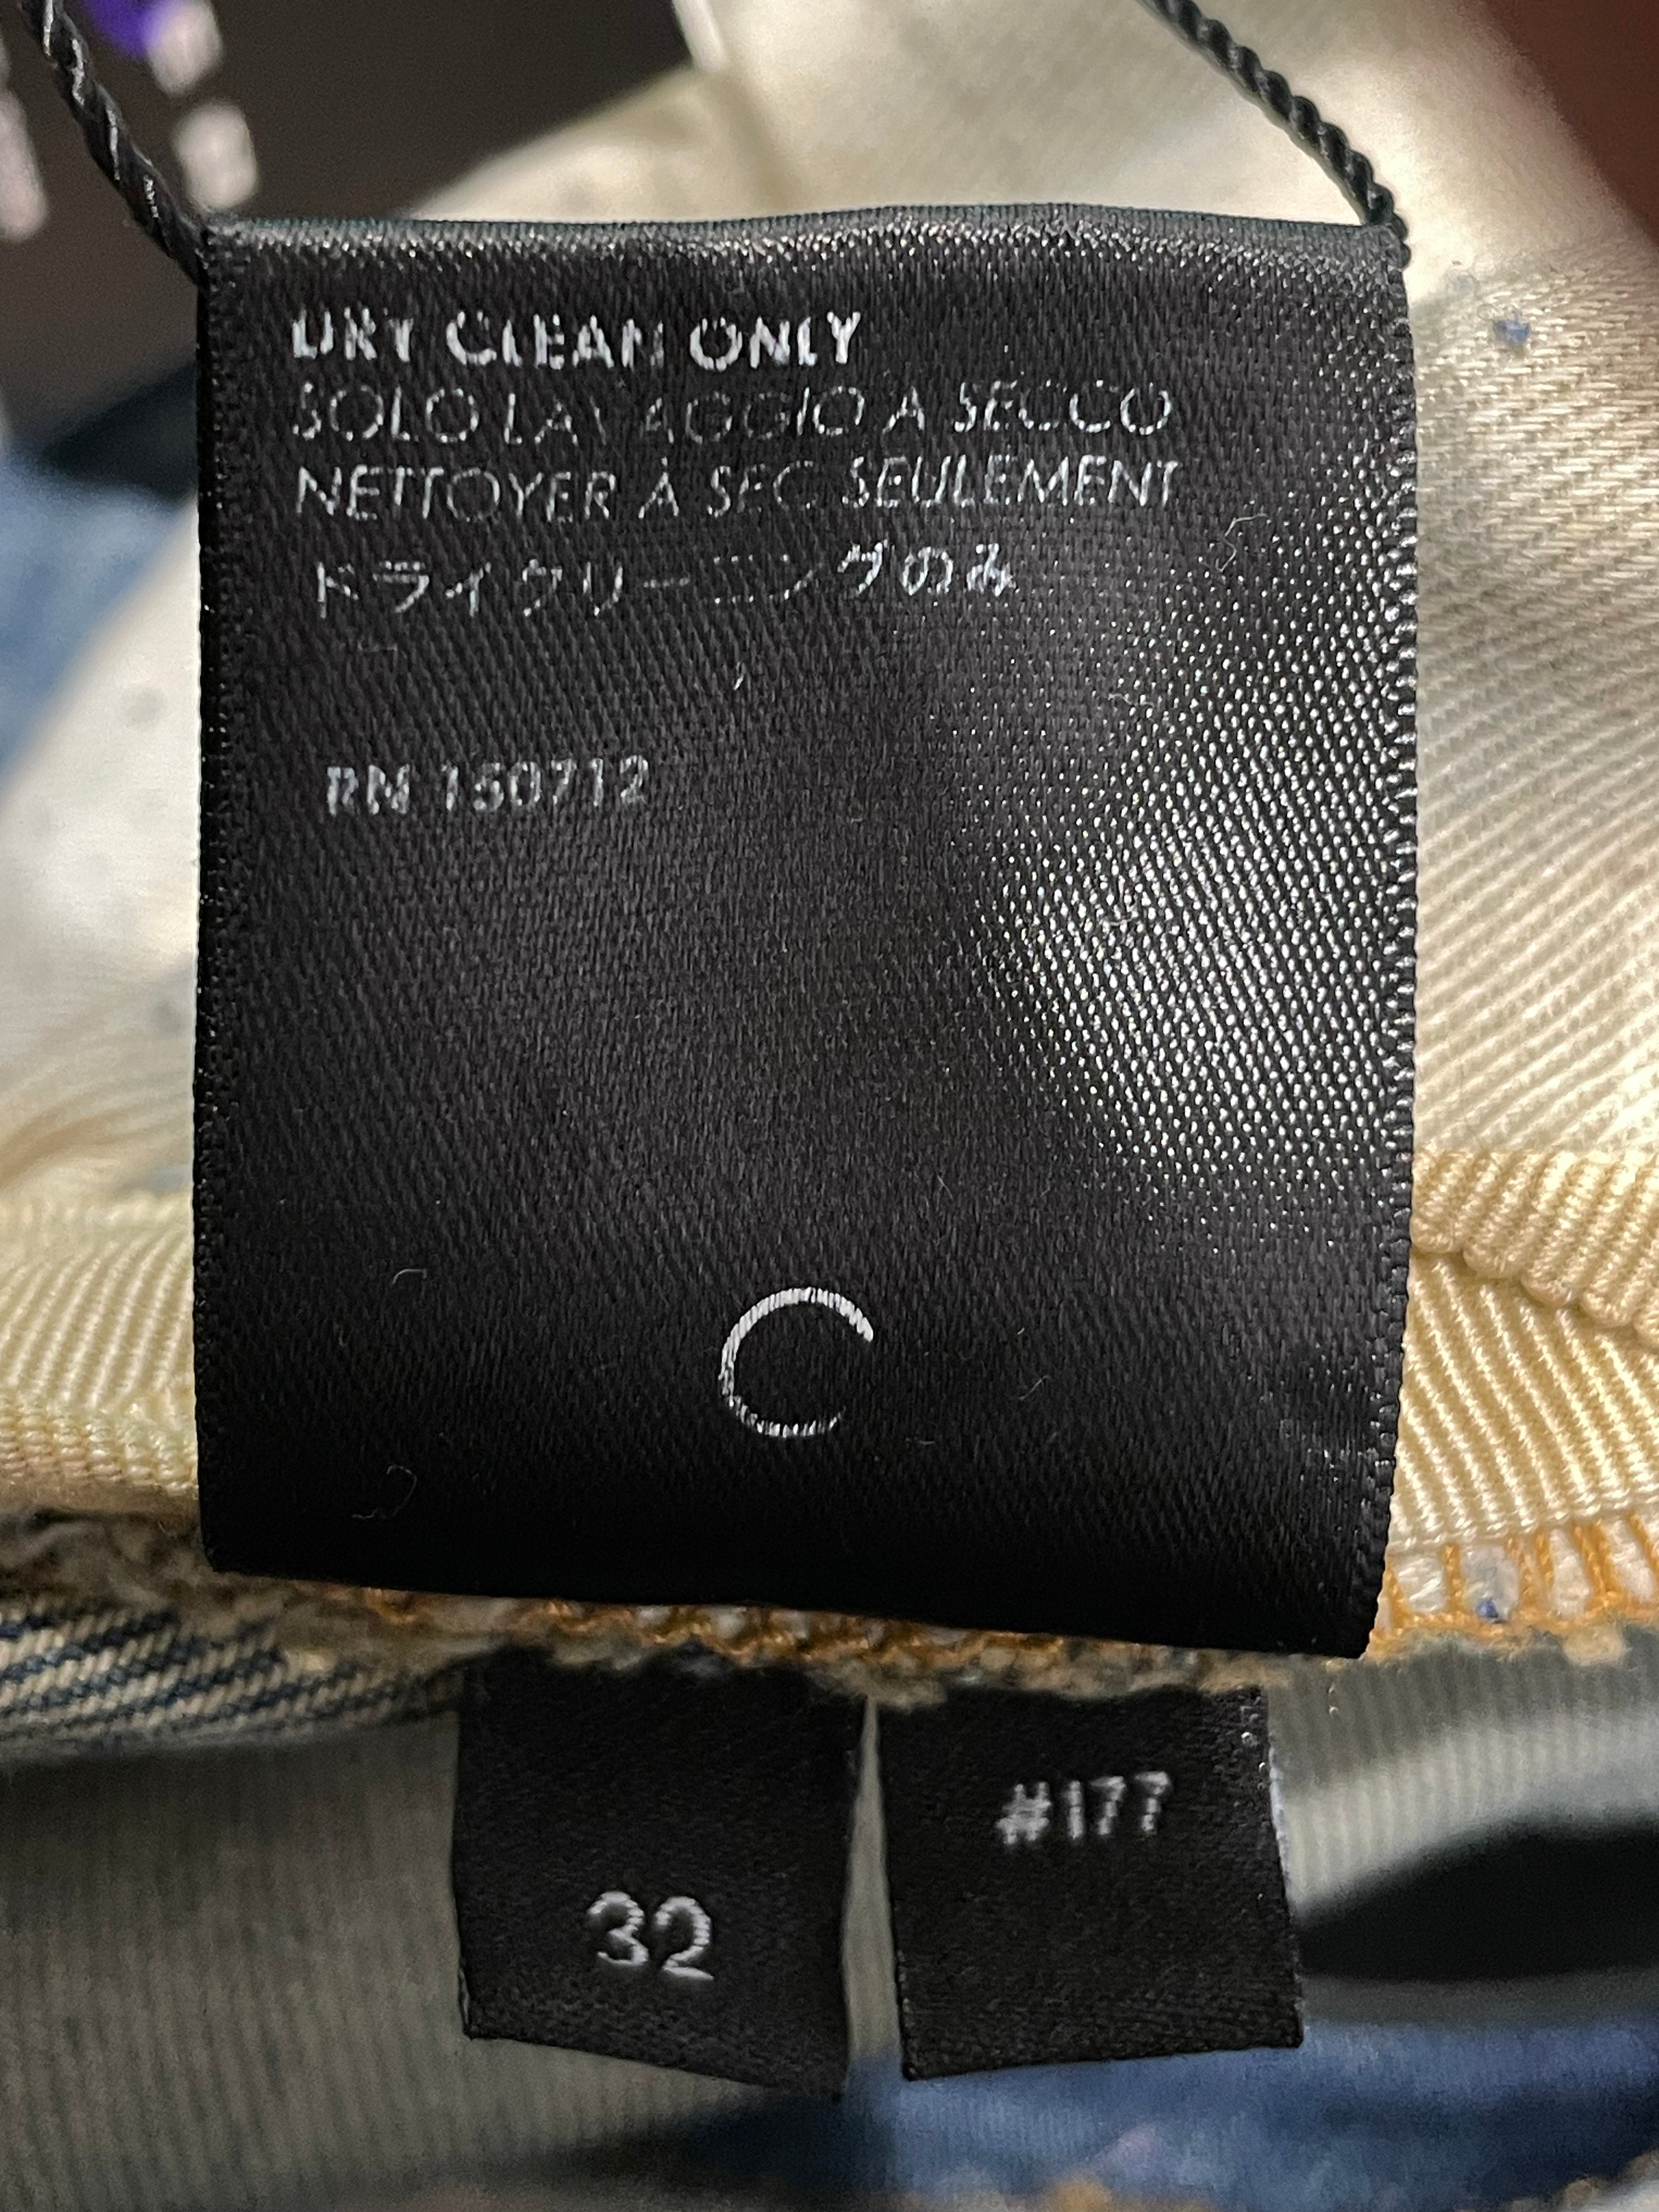 DRY CLEAN ONLY
SOLO LAVAGGIO A SECCO
NETTOYER À SEC SEULEMENT
ドライクリーニングのみ
RN 150712
C
32
#177